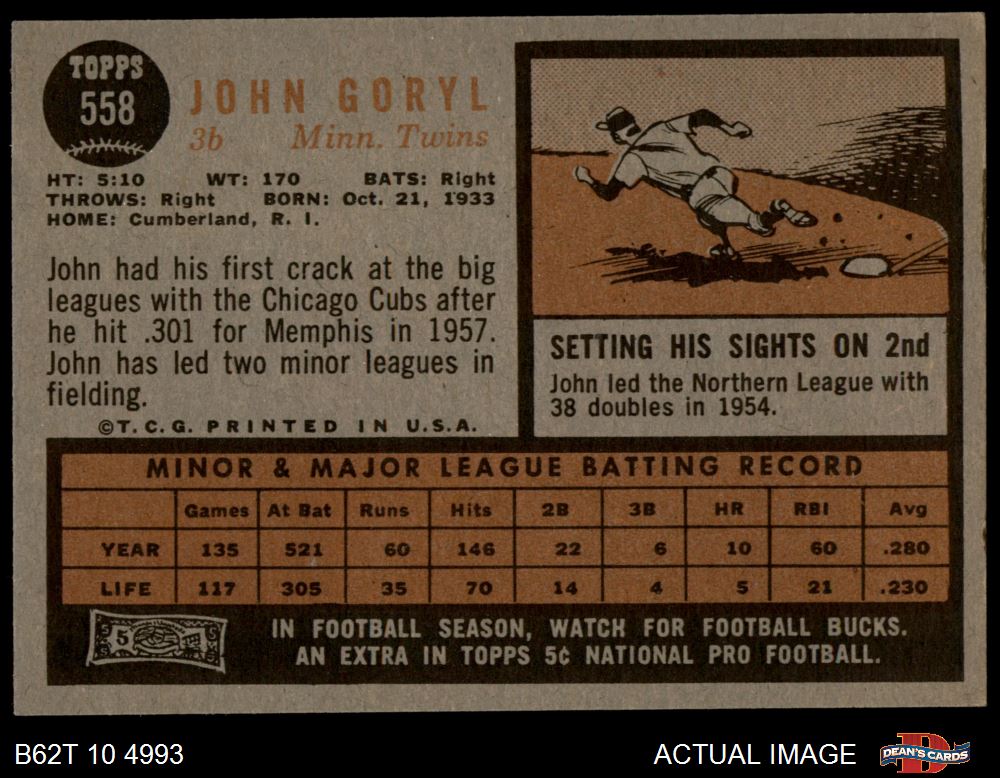 TOPPS
558
JOHN GORYL
3b Minn. Twins
HT: 5:10 WT: 170 BATS: Right
THROWS: Right BORN: Oct. 21, 1933
HOME: Cumberland, R. I.
John had his first crack at the big
leagues with the Chicago Cubs after
he hit .301 for Memphis in 1957.
John has led two minor leagues in
fielding.
©T. C. G. PRINTED IN U.S.A.
SETTING HIS SIGHTS ON 2nd
John led the Northern League with
38 doubles in 1954.
MINOR & MAJOR LEAGUE BATTING RECORD
Games At Bat Runs Hits 2B 3B HR RBI Avg
YEAR 135 521 60 146 22 6 10 60 .280
LIFE 117 305 35 70 14 4 5 21 .230
5
IN FOOTBALL SEASON, WATCH FOR FOOTBALL BUCKS.
AN EXTRA IN TOPPS 5¢ NATIONAL PRO FOOTBALL.
B62T 10 4993 ACTUAL IMAGE DEAN'S CARDS